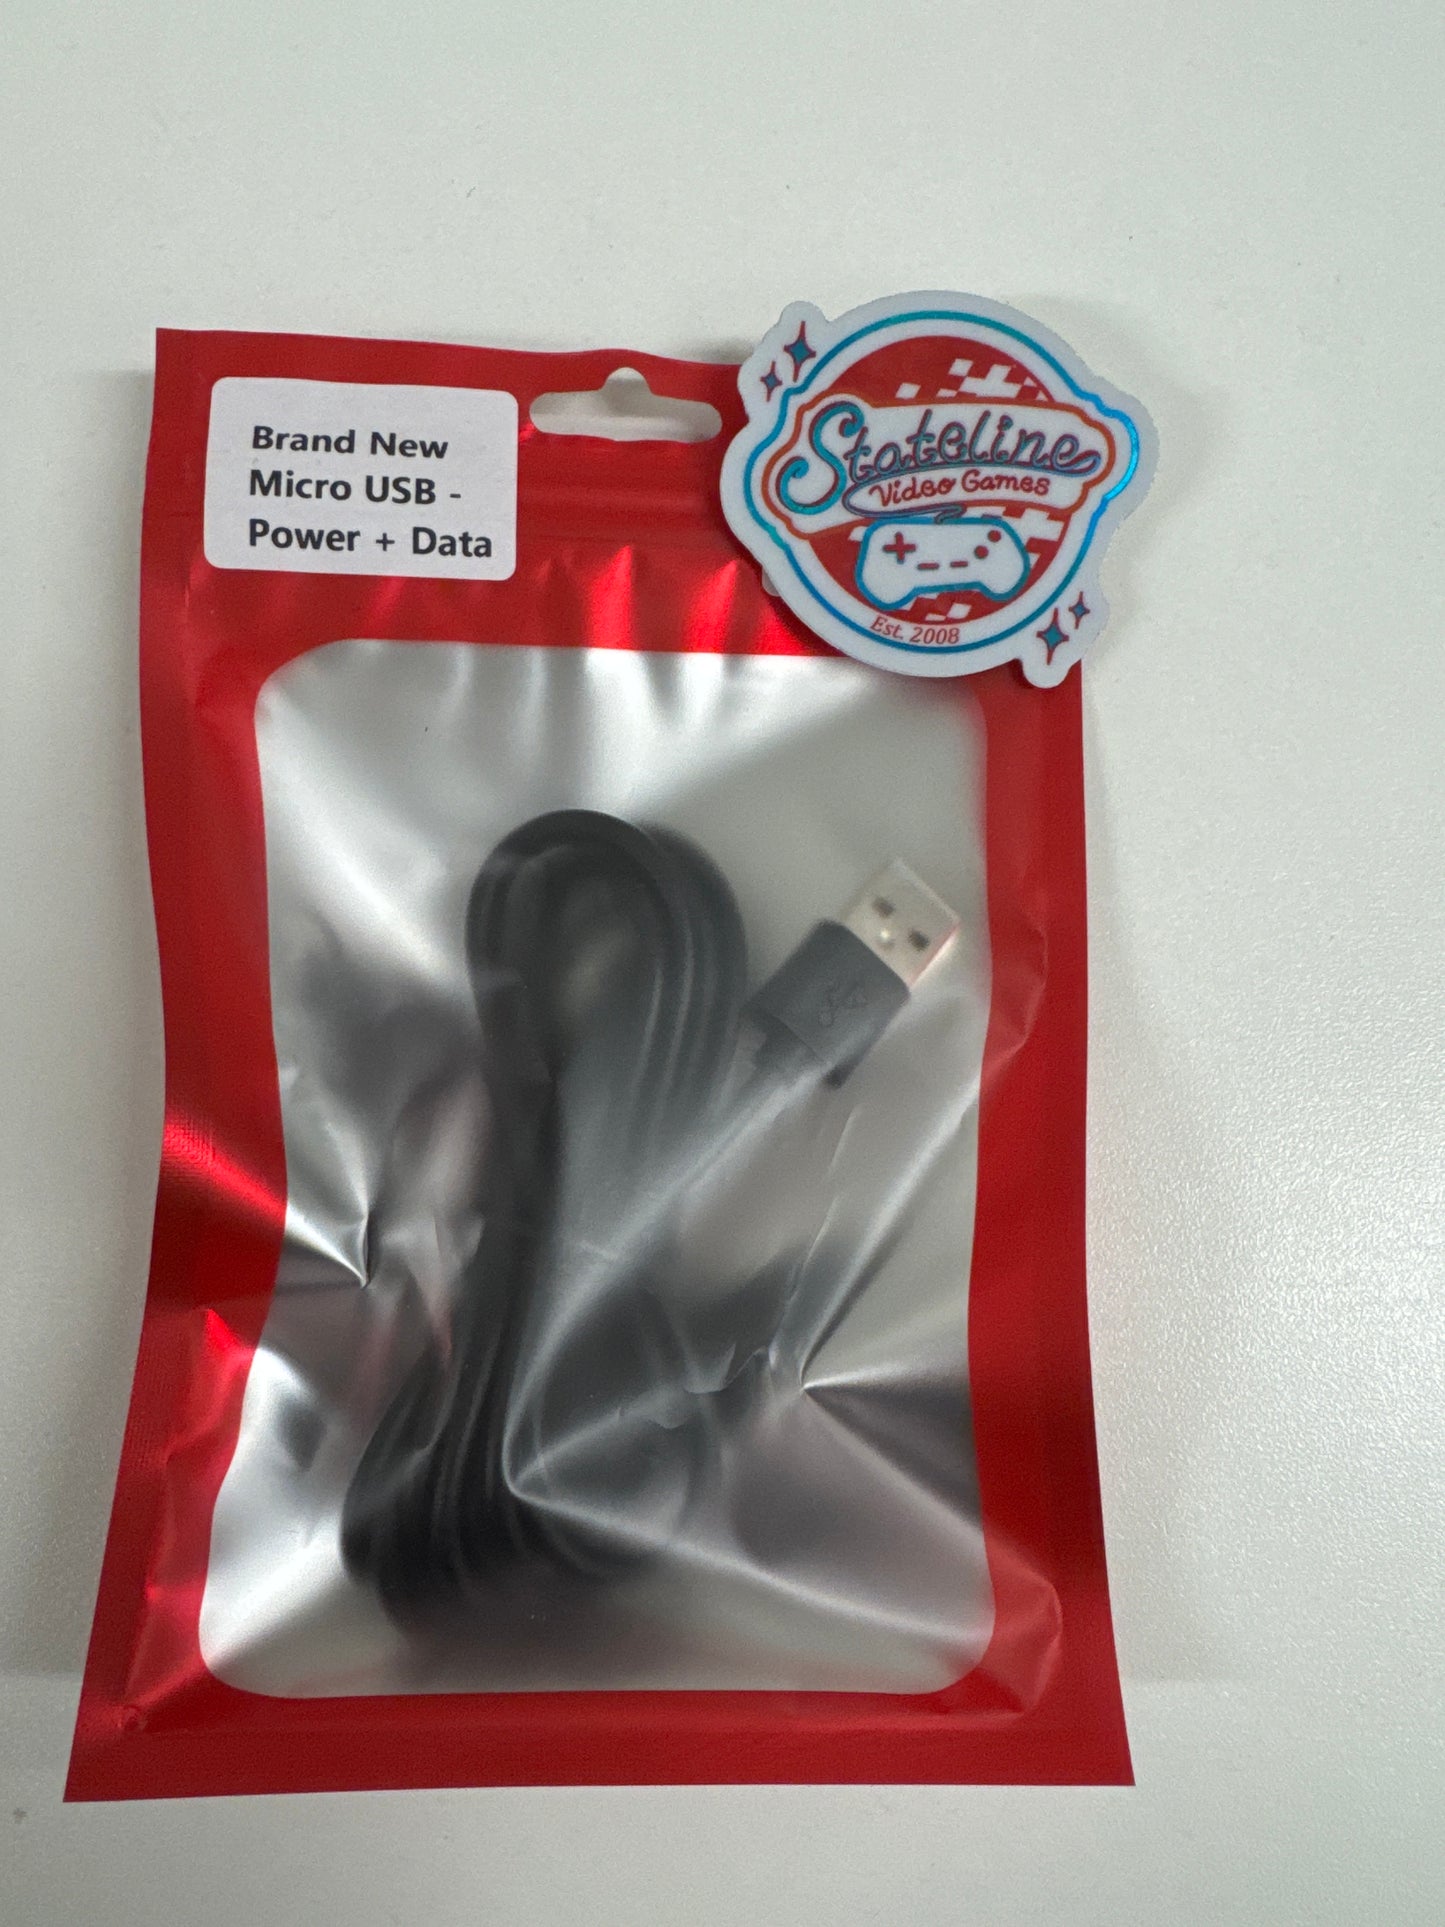 Brand New
Micro USB -
Power + Data
Stateline
Video Games
Est. 2008